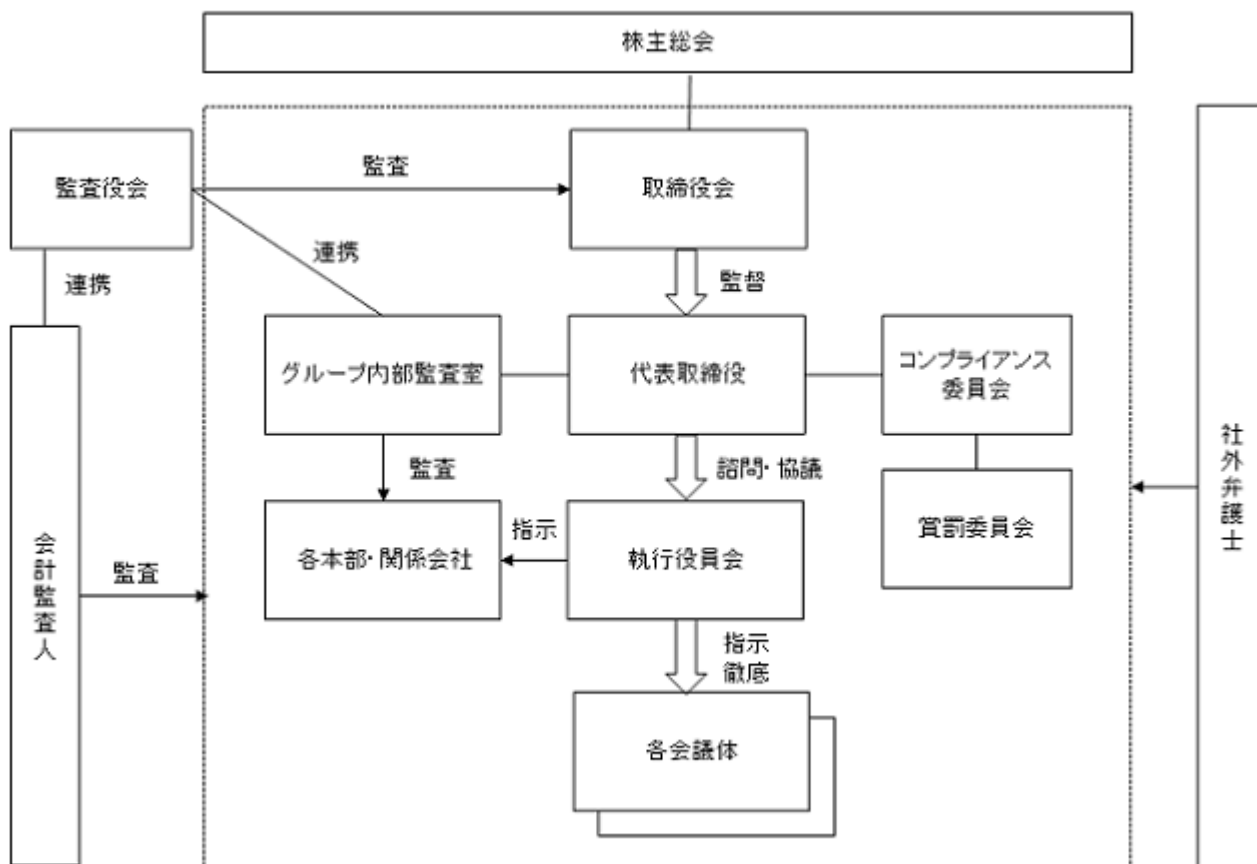 株主総会
監査役会
監査
取締役会
連携
連携
監督
グループ内部監査室
代表取締役
コンプライアンス
委員会
監査
諮問・協議
賞罰委員会
各本部・関係会社
指示
執行役員会
会計監査人
監査
社外弁護士
指示
徹底
各会議体